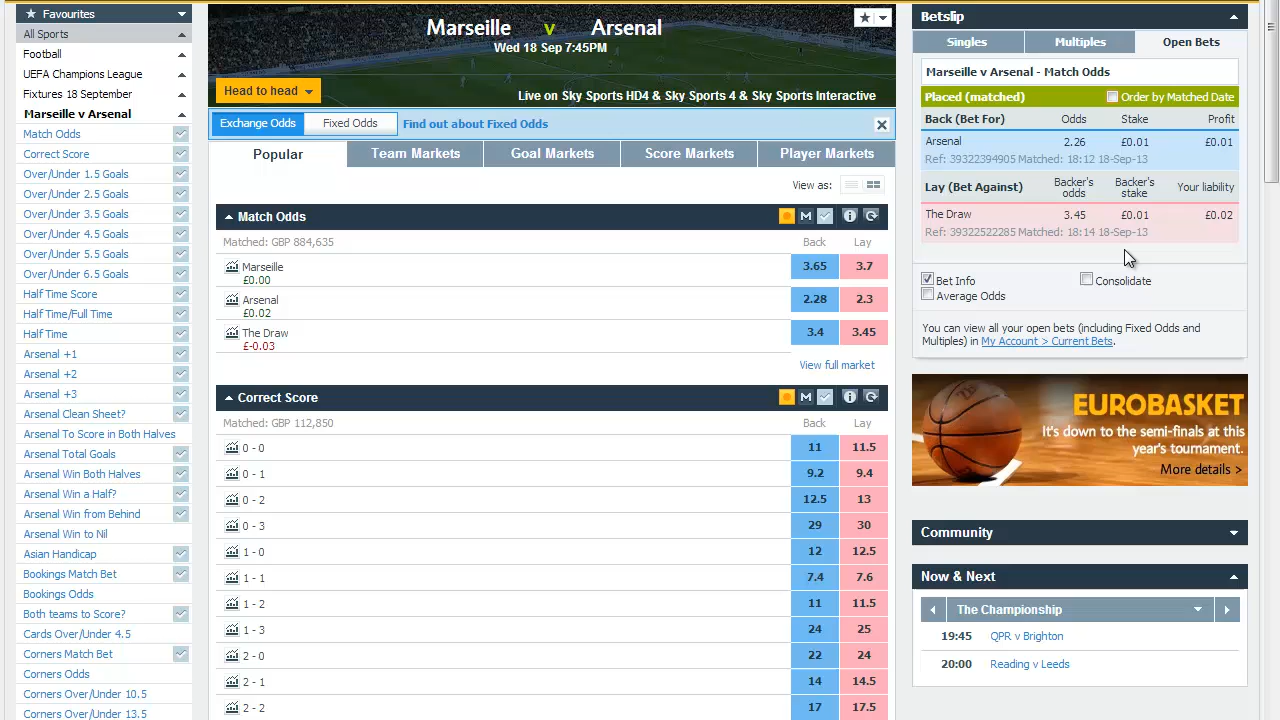 Favourites
All Sports
Football
UEFA Champions League
Fixtures 18 September
Marseille v Arsenal
Match Odds
Correct Score
Over/Under 1.5 Goals
Over/Under 2.5 Goals
Over/Under 3.5 Goals
Over/Under 4.5 Goals
Over/Under 5.5 Goals
Over/Under 6.5 Goals
Half Time Score
Half Time/Full Time
Half Time
Arsenal +1
Arsenal +2
Arsenal +3
Arsenal Clean Sheet?
Arsenal To Score in Both Halves
Arsenal Total Goals
Arsenal Win Both Halves
Arsenal Win a Half?
Arsenal Win from Behind
Arsenal Win to Nil
Asian Handicap
Bookings Match Bet
Bookings Odds
Both teams to Score?
Cards Over/Under 4.5
Corners Match Bet
Corners Odds
Corners Over/Under 10.5
Corners Over/Under 13.5
Marseille v Arsenal
Wed 18 Sep 7:45PM
Head to head
Live on Sky Sports HD4 & Sky Sports 4 & Sky Sports Interactive
Exchange Odds Fixed Odds Find out about Fixed Odds
Popular Team Markets Goal Markets Score Markets Player Markets
View as:
Match Odds M
Matched: GBP 884,635 Back Lay
Marseille 3.65 3.7
£0.00
Arsenal 2.28 2.3
£0.02
The Draw 3.4 3.45
£-0.03
View full market
Correct Score M
Matched: GBP 112,850 Back Lay
0 - 0 11 11.5
0 - 1 9.2 9.4
0 - 2 12.5 13
0 - 3 29 30
1 - 0 12 12.5
1 - 1 7.4 7.6
1 - 2 11 11.5
1 - 3 24 25
2 - 0 22 24
2 - 1 14 14.5
2 - 2 17 17.5
Betslip
Singles Multiples Open Bets
Marseille v Arsenal - Match Odds
Placed (matched) Order by Matched Date
Back (Bet For) Odds Stake Profit
Arsenal 2.26 £0.01 £0.01
Ref: 39322394905 Matched: 18:12 18-Sep-13
Lay (Bet Against) Backer's odds Backer's stake Your liability
The Draw 3.45 £0.01 £0.02
Ref: 39322522285 Matched: 18:14 18-Sep-13
Bet Info Consolidate
Average Odds
You can view all your open bets (including Fixed Odds and
Multiples) in My Account > Current Bets.
EUROBASKET
It's down to the semi-finals at this
year's tournament.
More details >
Community
Now & Next
The Championship
19:45 QPR v Brighton
20:00 Reading v Leeds